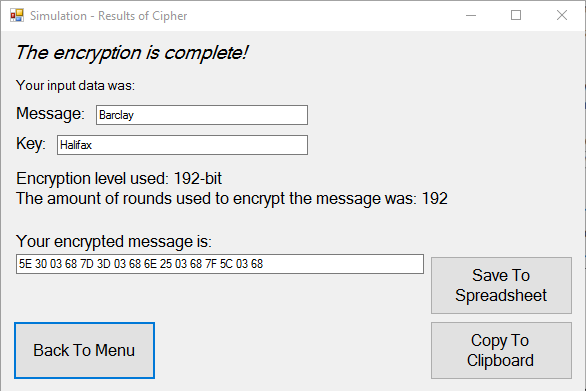 Simulation - Results of Cipher
The encryption is complete!
Your input data was:
Message: Barclay
Key: Halifax
Encryption level used: 192-bit
The amount of rounds used to encrypt the message was: 192
Your encrypted message is:
5E 30 03 68 7D 3D 03 68 6E 25 03 68 7F 5C 03 68
Save To
Spreadsheet
Back To Menu
Copy To
Clipboard